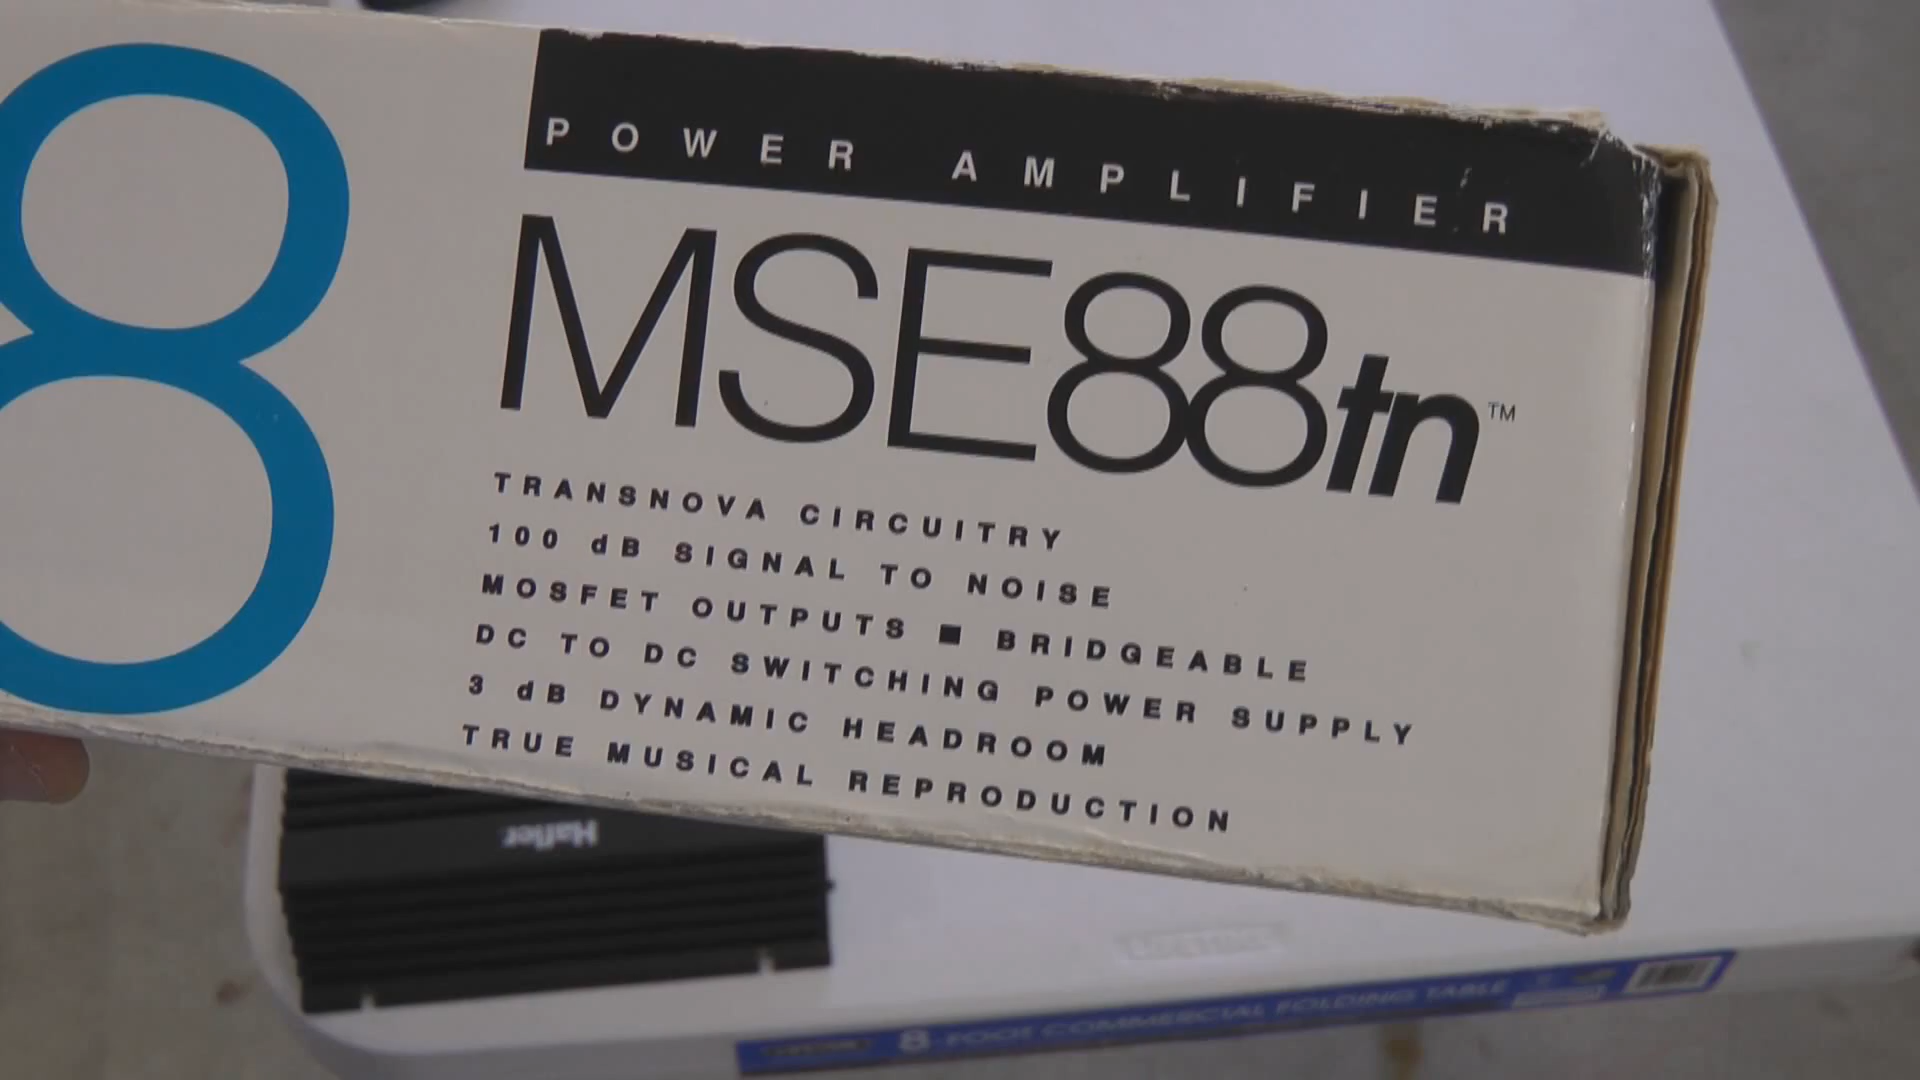 8
POWER AMPLIFIER
MSE88tn™
TRANSNOVA CIRCUITRY
100 dB SIGNAL TO NOISE
MOSFET OUTPUTS ■ BRIDGEABLE
DC TO DC SWITCHING POWER SUPPLY
3 dB DYNAMIC HEADROOM
TRUE MUSICAL REPRODUCTION
Hafler
8-FOOT COMMERCIAL FOLDING TABLE